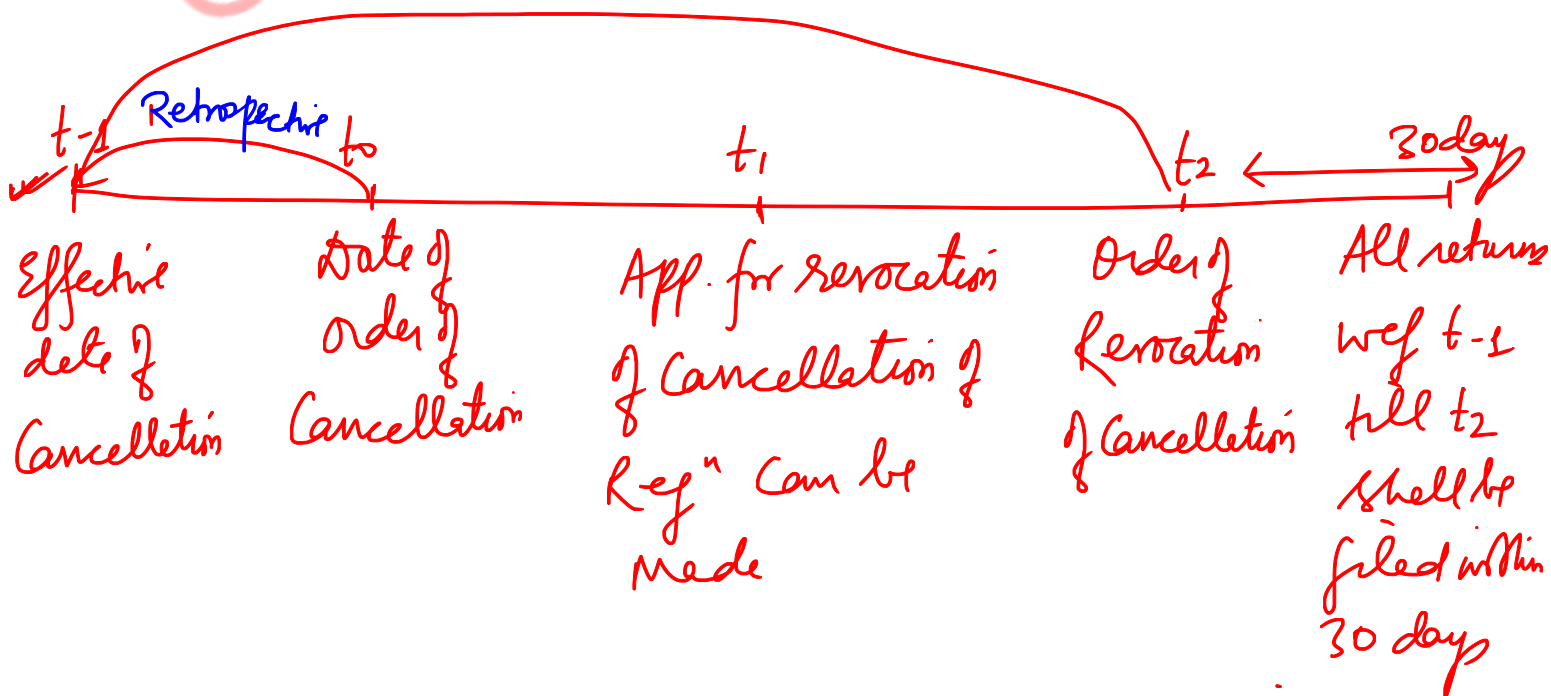 Retrospective
t-1
t0
t1
t2
30 day
Effective
date of
Cancelletion
Date of
order of
Cancellation
App. for revocation
of Cancellation of
Regn Can be
Made
Order of
Revocation
of Cancelletion
All returns
wef t-1
till t2
shall be
filed within
30 days